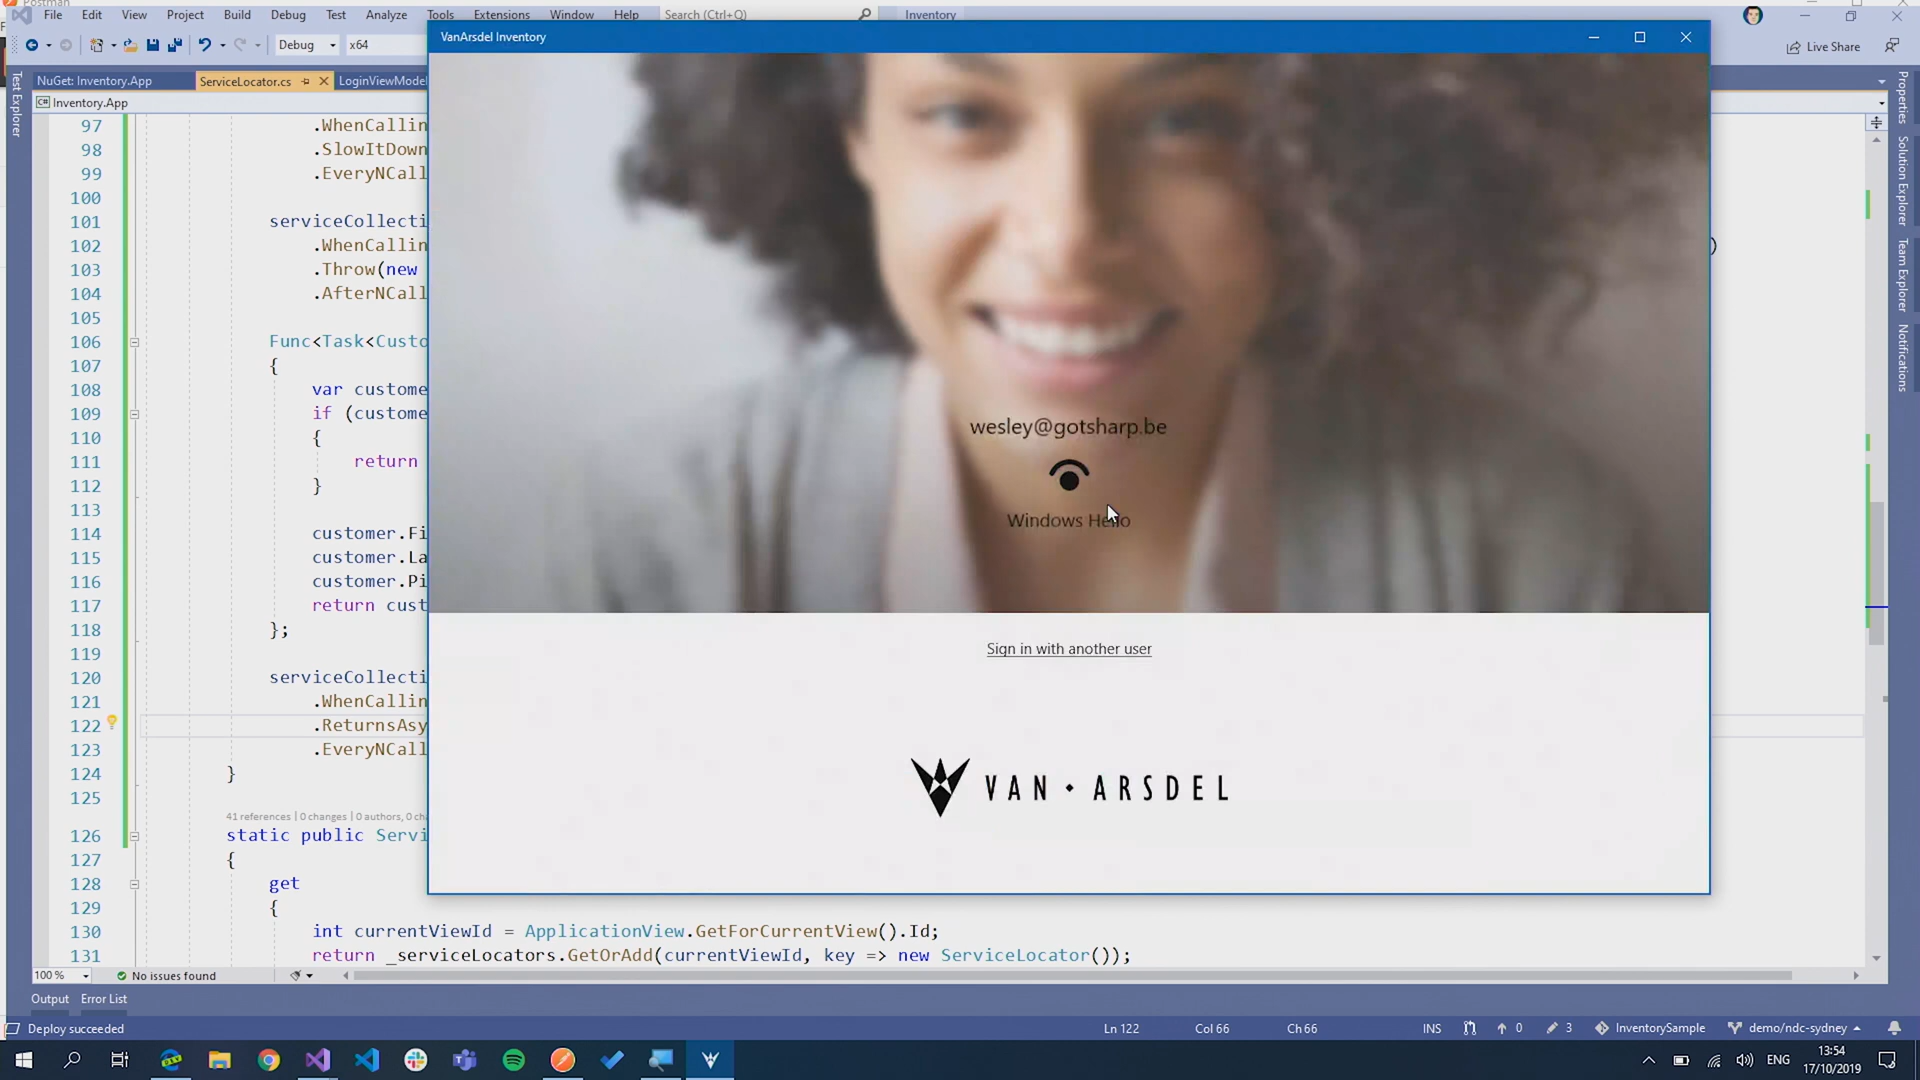 Postman
File Edit View Project Build Debug Test Analyze Tools Extensions Window Help Search (Ctrl+Q) Inventory
Debug x64 Live Share
VanArsdel Inventory
NuGet: Inventory.App ServiceLocator.cs LoginViewModel
Inventory.App
Test Explorer
Properties
Solution Explorer
Team Explorer
Notifications
97 .WhenCallin
98 .SlowItDown
99 .EveryNCall
100
101 serviceCollecti
102 .WhenCallin )
103 .Throw(new
104 .AfterNCall
105
106 Func<Task<Custo
107 {
108 var custome
109 if (custome
110 {
111 return
112 }
113
114 customer.Fi
115 customer.La
116 customer.Pi
117 return cust
118 };
119
120 serviceCollecti
121 .WhenCallin
122 .ReturnsAsy
123 .EveryNCall
124 }
125
41 references | 0 changes | 0 authors, 0 ch
126 static public Servi
127 {
128 get
129 {
130 int currentViewId = ApplicationView.GetForCurrentView().Id;
131 return _serviceLocators.GetOrAdd(currentViewId, key => new ServiceLocator());
wesley@gotsharp.be
Windows Hello
Sign in with another user
VAN ARSDEL
100 % No issues found
Output Error List
Deploy succeeded Ln 122 Col 66 Ch 66 INS 0 3 InventorySample demo/ndc-sydney
ENG 13:54
17/10/2019